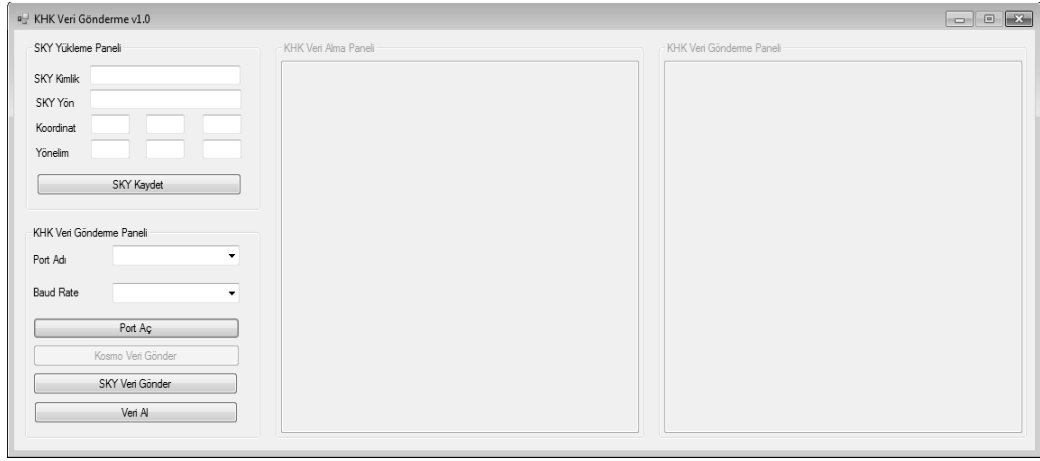 KHK Veri Gönderme v1.0
SKY Yükleme Paneli
SKY Kimlik
SKY Yön
Koordinat
Yönelim
SKY Kaydet
KHK Veri Gönderme Paneli
Port Adı
Baud Rate
Port Aç
Kosmo Veri Gönder
SKY Veri Gönder
Veri Al
KHK Veri Alma Paneli
KHK Veri Gönderme Paneli